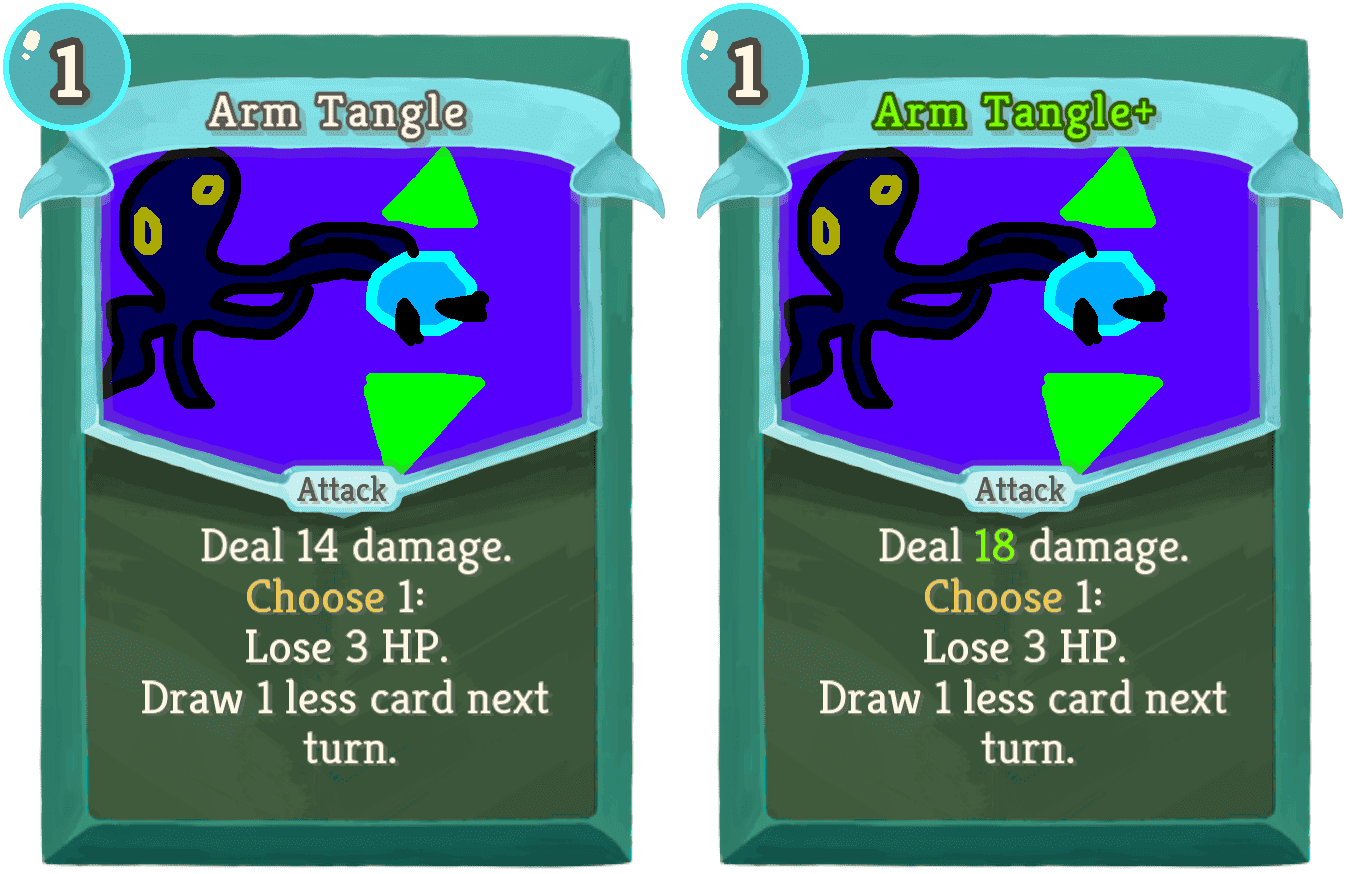 1
Arm Tangle
Attack
Deal 14 damage.
Choose 1:
Lose 3 HP.
Draw 1 less card next
turn.
1
Arm Tangle+
Attack
Deal 18 damage.
Choose 1:
Lose 3 HP.
Draw 1 less card next
turn.